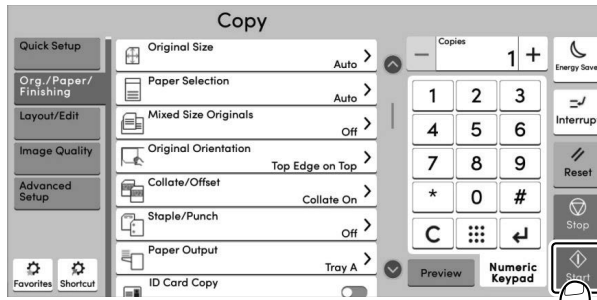 Copy
Quick Setup
Org./Paper/
Finishing
Layout/Edit
Image Quality
Advanced
Setup
Favorites
Shortcut
Original Size
Auto
Paper Selection
Auto
Mixed Size Originals
Off
Original Orientation
Top Edge on Top
Collate/Offset
Collate On
Staple/Punch
Off
Paper Output
Tray A
ID Card Copy
Copies
− 1 +
1 2 3
4 5 6
7 8 9
* 0 #
C
Preview
Numeric
Keypad
Energy Save
Interrup
Reset
Stop
Start